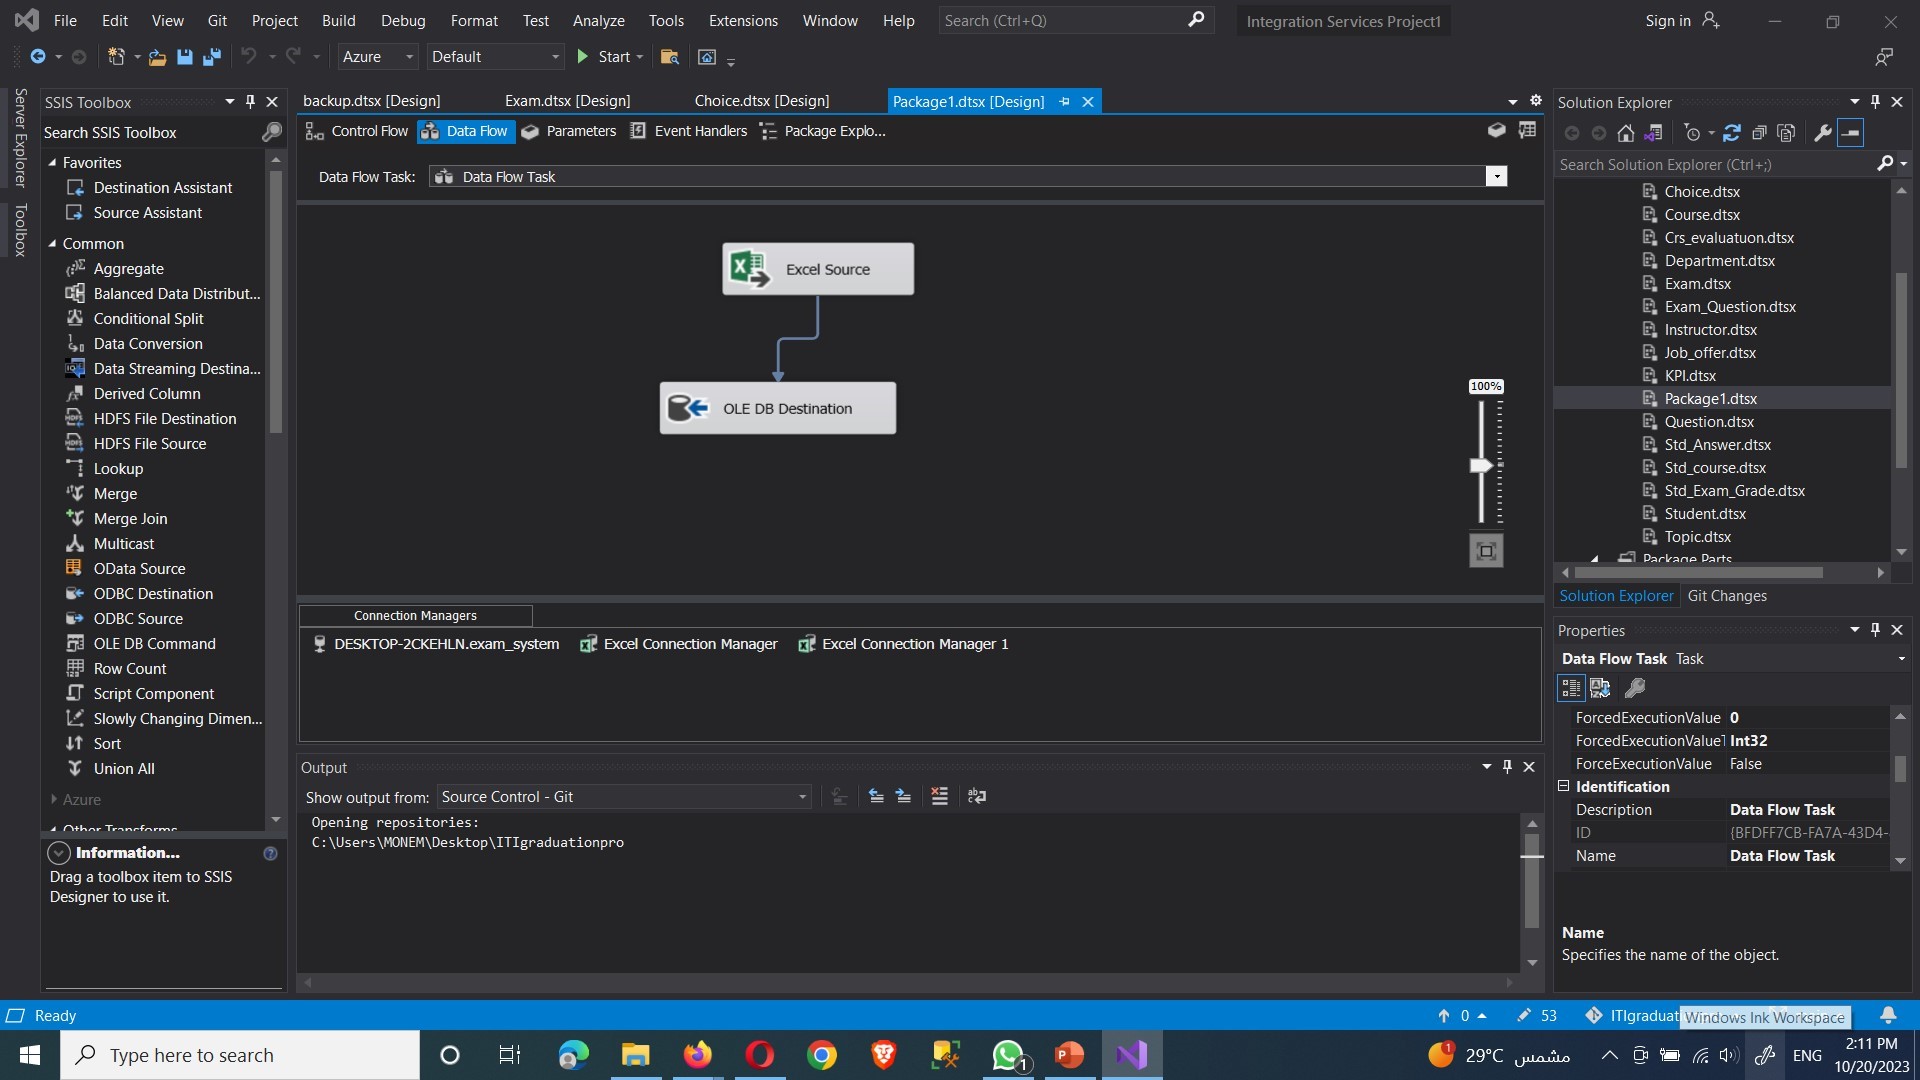 File Edit View Git Project Build Debug Format Test Analyze Tools Extensions Window Help Search (Ctrl+Q) Integration Services Project1 Sign in
Azure Default Start
Server Explorer
Toolbox
SSIS Toolbox
Search SSIS Toolbox
Favorites
Destination Assistant
Source Assistant
Common
Aggregate
Balanced Data Distribut...
Conditional Split
Data Conversion
Data Streaming Destina...
Derived Column
HDFS File Destination
HDFS File Source
Lookup
Merge
Merge Join
Multicast
OData Source
ODBC Destination
ODBC Source
OLE DB Command
Row Count
Script Component
Slowly Changing Dimen...
Sort
Union All
Azure
Other Transforms
Information...
Drag a toolbox item to SSIS
Designer to use it.
backup.dtsx [Design] Exam.dtsx [Design] Choice.dtsx [Design] Package1.dtsx [Design]
Control Flow Data Flow Parameters Event Handlers Package Explo...
Data Flow Task: Data Flow Task
Excel Source
OLE DB Destination
100%
Connection Managers
DESKTOP-2CKEHLN.exam_system Excel Connection Manager Excel Connection Manager 1
Output
Show output from: Source Control - Git
Opening repositories:
C:\Users\MONEM\Desktop\ITIgraduationpro
Solution Explorer
Search Solution Explorer (Ctrl+;)
Choice.dtsx
Course.dtsx
Crs_evaluatuon.dtsx
Department.dtsx
Exam.dtsx
Exam_Question.dtsx
Instructor.dtsx
Job_offer.dtsx
KPI.dtsx
Package1.dtsx
Question.dtsx
Std_Answer.dtsx
Std_course.dtsx
Std_Exam_Grade.dtsx
Student.dtsx
Topic.dtsx
Package Parts
Solution Explorer Git Changes
Properties
Data Flow Task Task
ForcedExecutionValue 0
ForcedExecutionValueT Int32
ForceExecutionValue False
Identification
Description Data Flow Task
ID {BFDFF7CB-FA7A-43D4-
Name Data Flow Task
Name
Specifies the name of the object.
Ready 0 53 ITIgraduat Windows Ink Workspace
Type here to search 1 1 29°C مشمس ENG 2:11 PM
10/20/2023